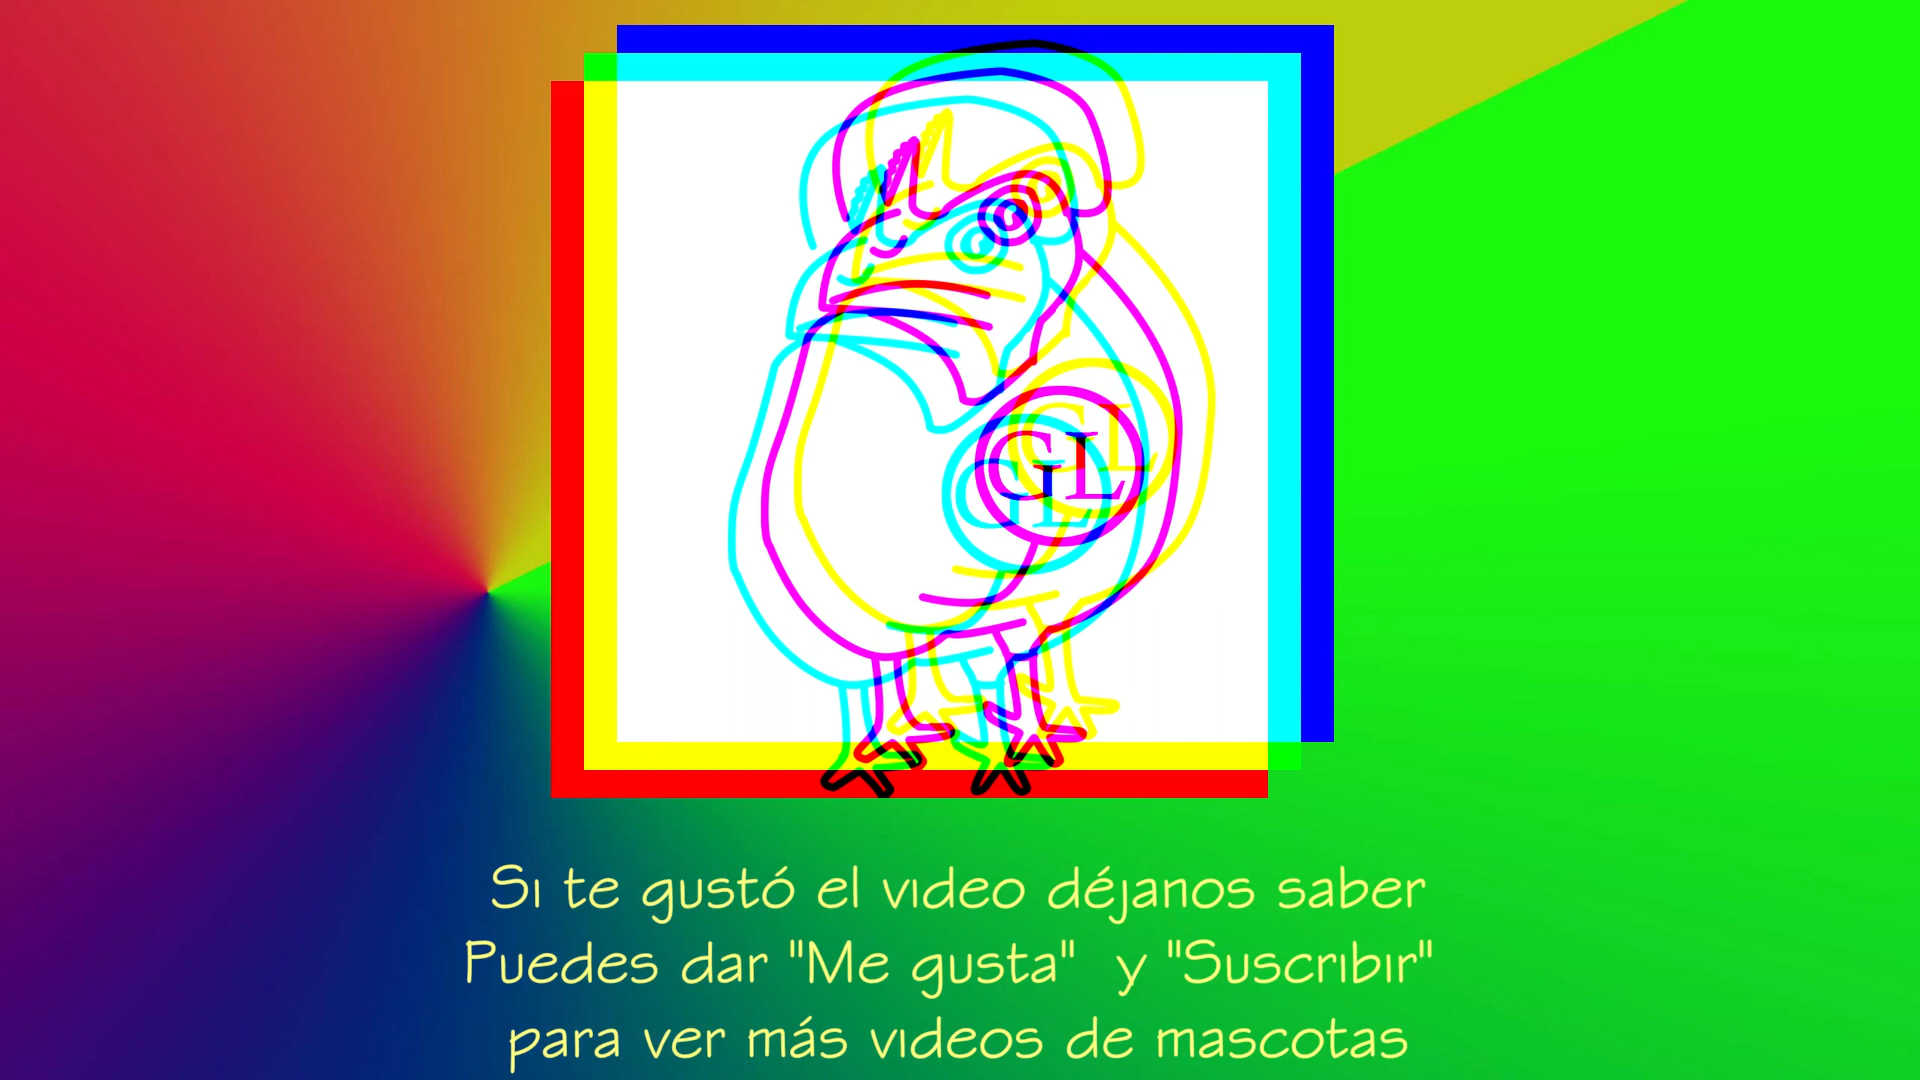 GL
Si te gustó el video déjanos saber
Puedes dar "Me gusta" y "Suscribir"
para ver más videos de mascotas